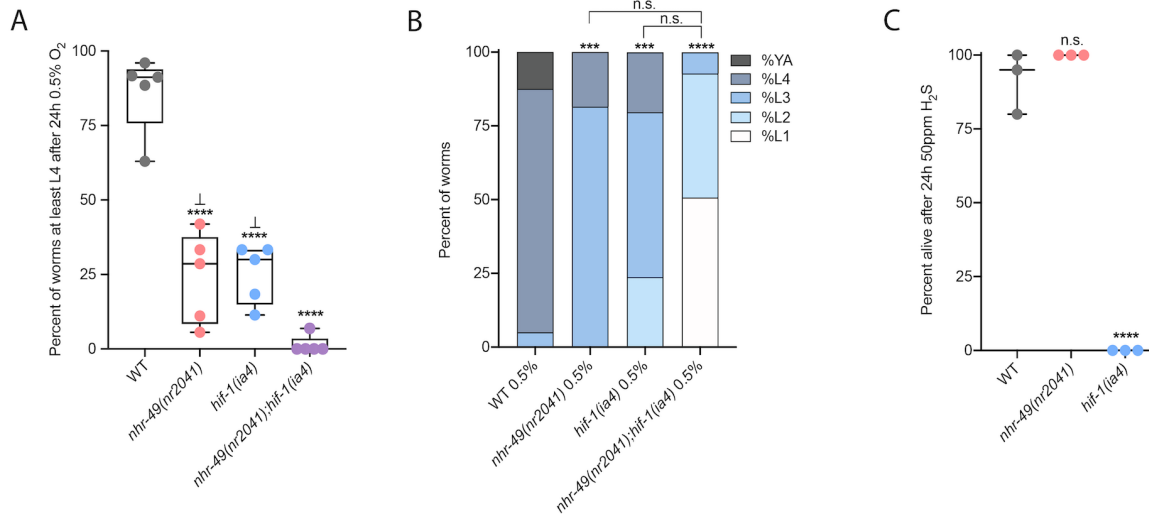 A
Percent of worms at least L4 after 24h 0.5% O₂
100
75
50
25
0
⊥
****
⊥
****
****
WT
nhr-49(nr2041)
hif-1(ia4)
nhr-49(nr2041);hif-1(ia4)
B
Percent of worms
100
75
50
25
0
n.s.
n.s.
***
***
****
%YA
%L4
%L3
%L2
%L1
WT 0.5%
nhr-49(nr2041) 0.5%
hif-1(ia4) 0.5%
nhr-49(nr2041);hif-1(ia4) 0.5%
C
Percent alive after 24h 50ppm H₂S
100
75
50
25
0
n.s.
****
WT
nhr-49(nr2041)
hif-1(ia4)